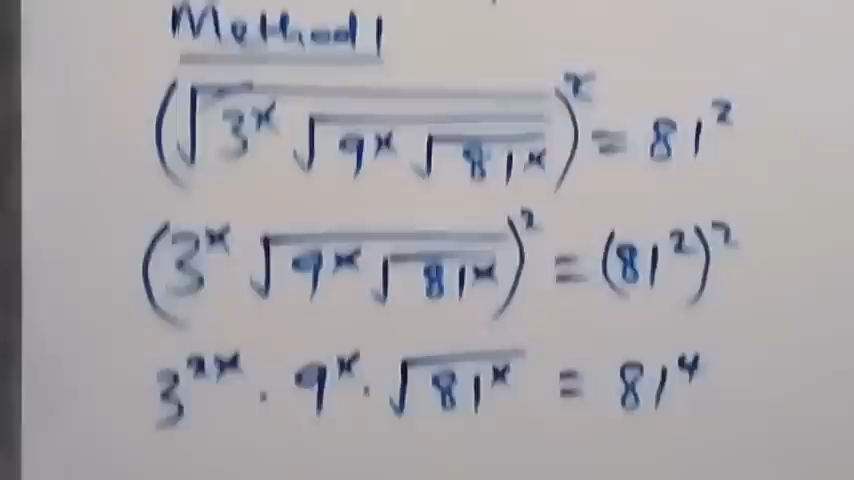 Method 1
(√(3^x √(9^x √(81^x))))^2 = 81^2
(3^x √(9^x √(81^x)))^2 = (81^2)^2
3^2x · 9^x · √(81^x) = 81^4